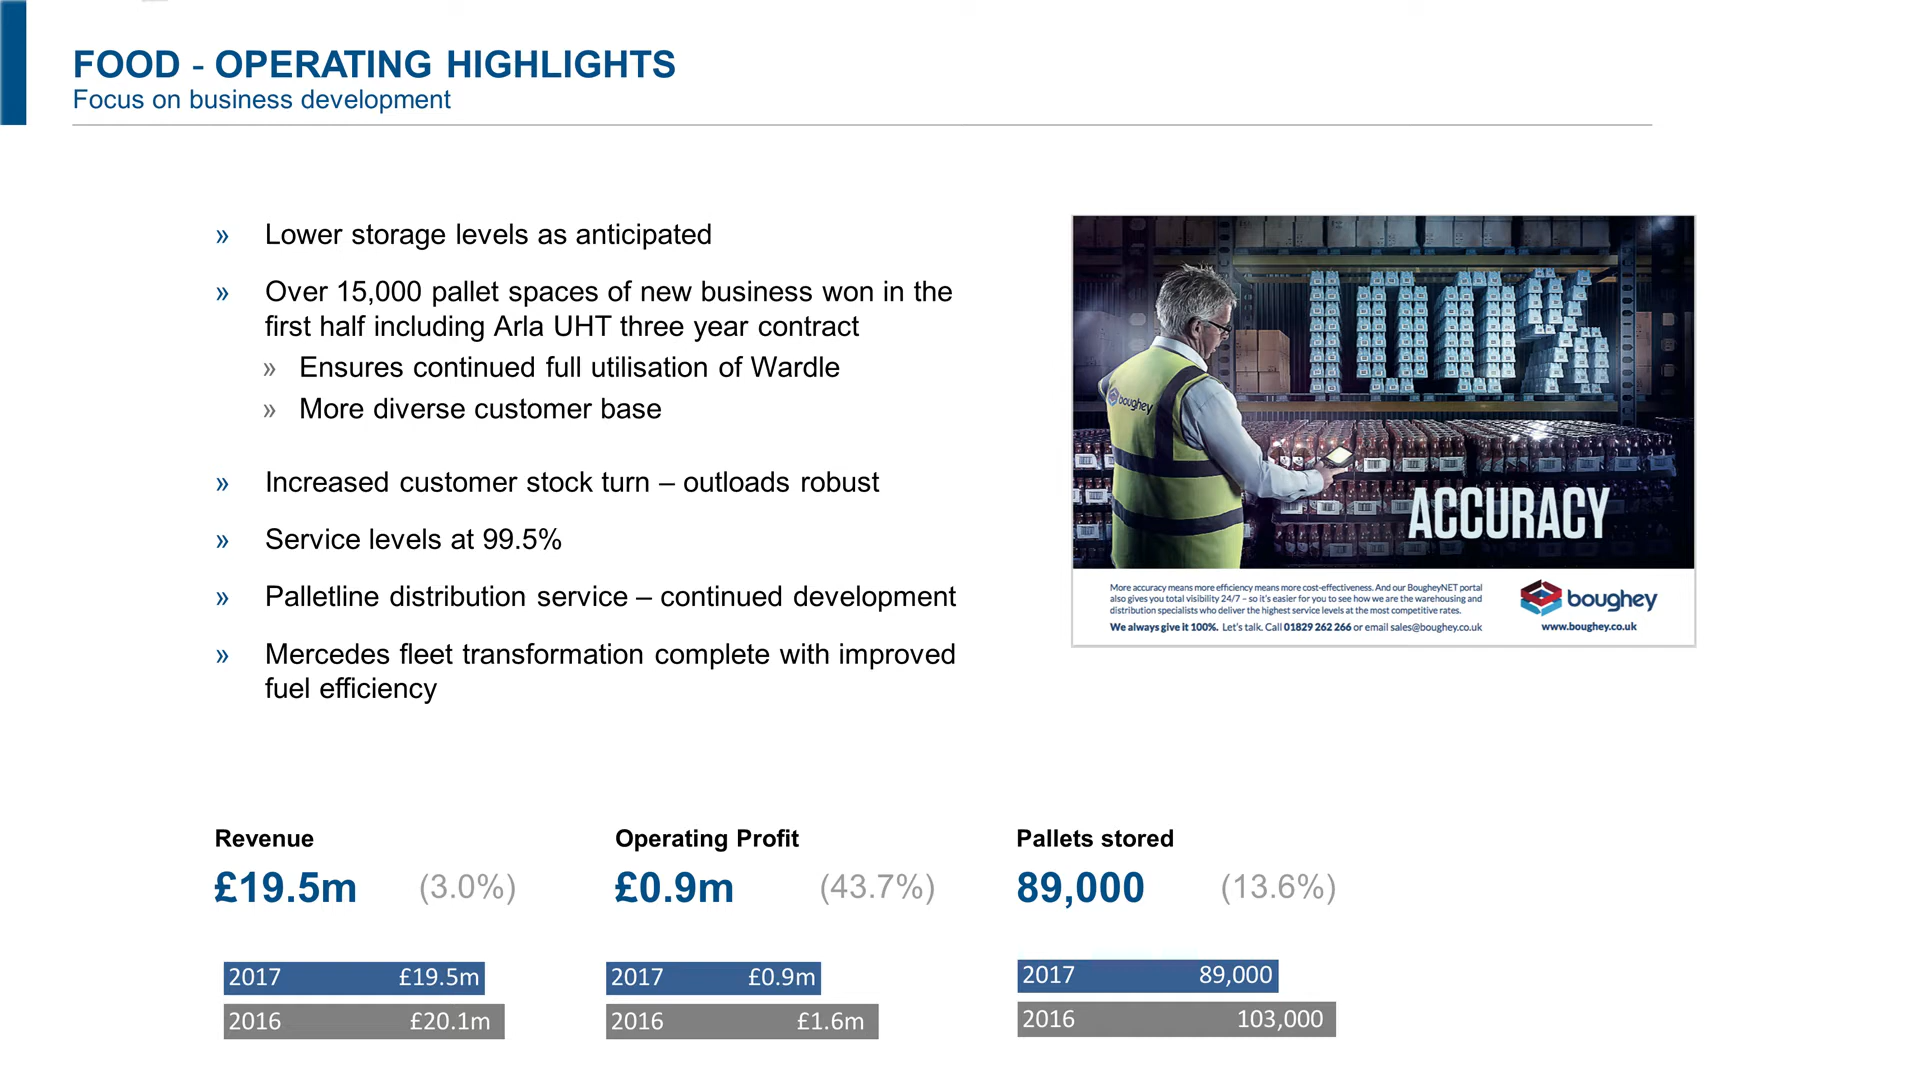 FOOD - OPERATING HIGHLIGHTS
Focus on business development
» Lower storage levels as anticipated
» Over 15,000 pallet spaces of new business won in the
first half including Arla UHT three year contract
» Ensures continued full utilisation of Wardle
» More diverse customer base
» Increased customer stock turn – outloads robust
» Service levels at 99.5%
» Palletline distribution service – continued development
» Mercedes fleet transformation complete with improved
fuel efficiency
100%
boughey
ACCURACY
More accuracy means more efficiency means more cost-effectiveness. And our BougheyNET portal
also gives you total visibility 24/7 – so it's easier for you to see how we are the warehousing and
distribution specialists who deliver the highest service levels at the most competitive rates.
We always give it 100%. Let's talk. Call 01829 262 266 or email sales@boughey.co.uk
boughey
www.boughey.co.uk
Revenue
£19.5m (3.0%)
2017 £19.5m
2016 £20.1m
Operating Profit
£0.9m (43.7%)
2017 £0.9m
2016 £1.6m
Pallets stored
89,000 (13.6%)
2017 89,000
2016 103,000